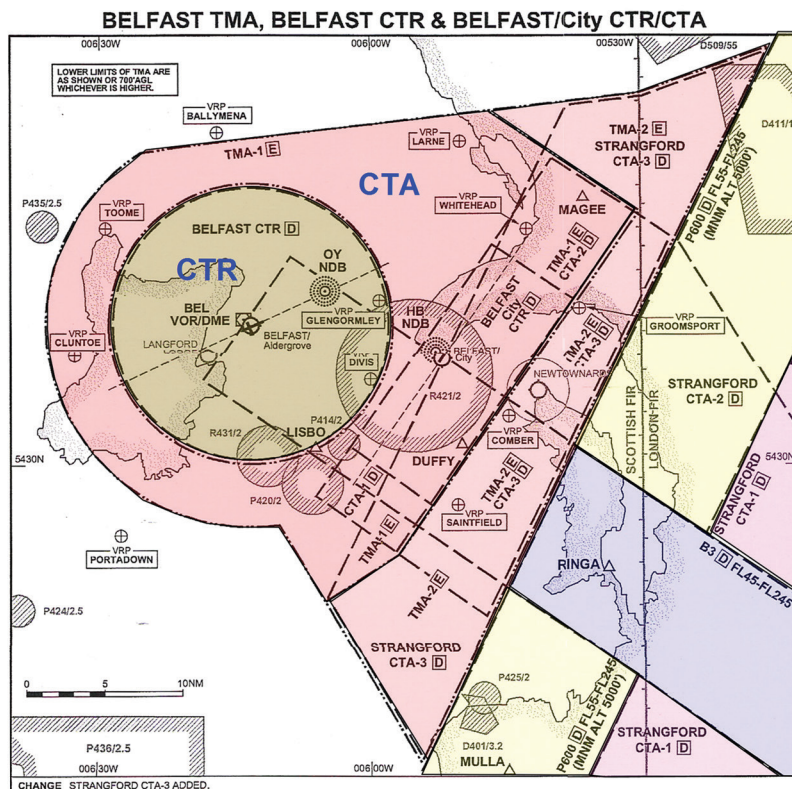 BELFAST TMA, BELFAST CTR & BELFAST/City CTR/CTA
006'30W
006'00W
00530W
D509/55
LOWER LIMITS OF TMA ARE
AS SHOWN OR 700'AGL
WHICHEVER IS HIGHER.
VRP
BALLYMENA
VRP
LARNE
TMA-2 E
STRANGFORD
CTA-3 D
D411/1
TMA-1 E
CTA
P435/2.5
VRP
TOOME
VRP
WHITEHEAD
MAGEE
P600 D FL55-FL245
(MNM ALT 5000')
BELFAST CTR D
CTR
OY
NDB
TMA-1 E
CTA-2 D
BEL
VOR/DME
VRP
GLENGORMLEY
HB
NDB
BELFAST
City
CTR D
VRP
GROOMSPORT
VRP
CLUNTOE
LANGFORD
BELFAST/
Aldergrove
VRP
DIVIS
BELFAST/
City
TMA-2 E
CTA-3 D
NEWTOWNARDS
STRANGFORD
CTA-2 D
R421/2
P414/2
R431/2
LISBO
VRP
COMBER
SCOTTISH FIR
LONDON FIR
5430N
DUFFY
5430N
P420/2
CTA-1 D
TMA-1 E
TMA-2 E
CTA-3 D
VRP
SAINTFIELD
STRANGFORD
CTA-1 D
VRP
PORTADOWN
RINGA
B3 D FL45-FL245
P424/2.5
TMA-2 E
STRANGFORD
CTA-3 D
0 5 10NM
P425/2
P600 D FL55-FL245
(MNM ALT 5000')
P436/2.5
D401/3.2
MULLA
STRANGFORD
CTA-1 D
006'30W
006'00W
CHANGE STRANGFORD CTA-3 ADDED.